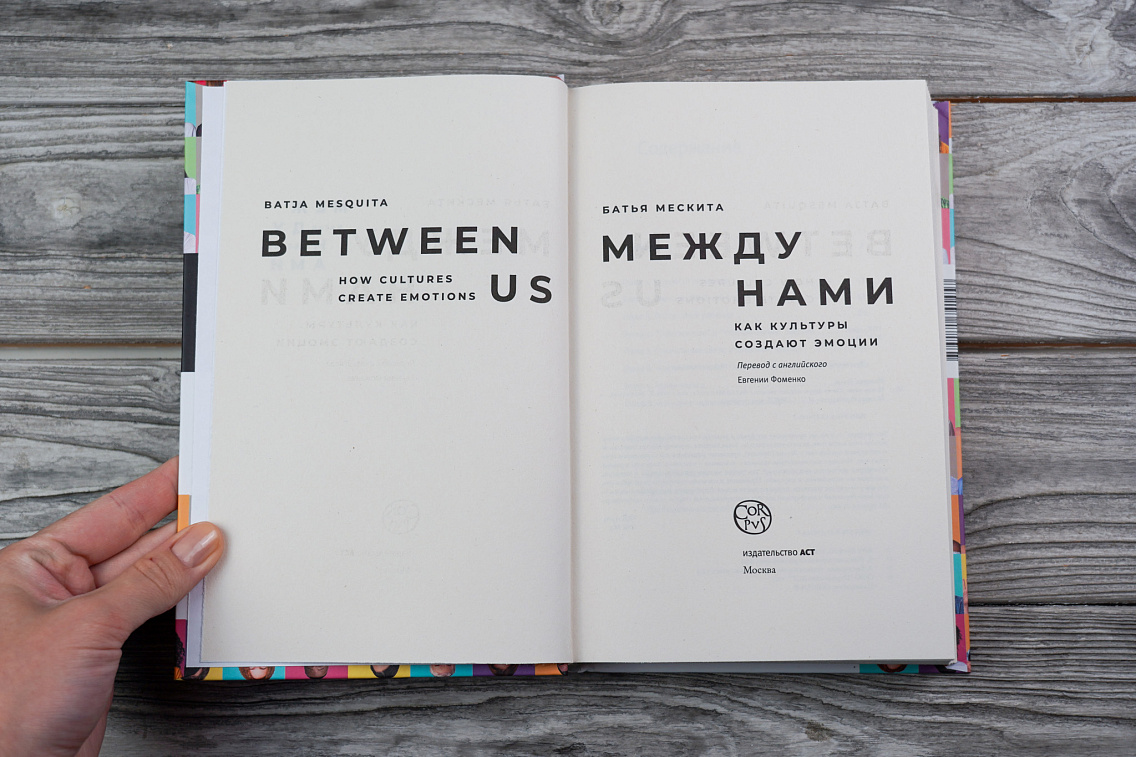 BATJA MESQUITA
BETWEEN
HOW CULTURES
CREATE EMOTIONS
US
БАТЬЯ МЕСКИТА
МЕЖДУ
НАМИ
КАК КУЛЬТУРЫ
СОЗДАЮТ ЭМОЦИИ
Перевод с английского
Евгении Фоменко
CORPVS
издательство АСТ
Москва